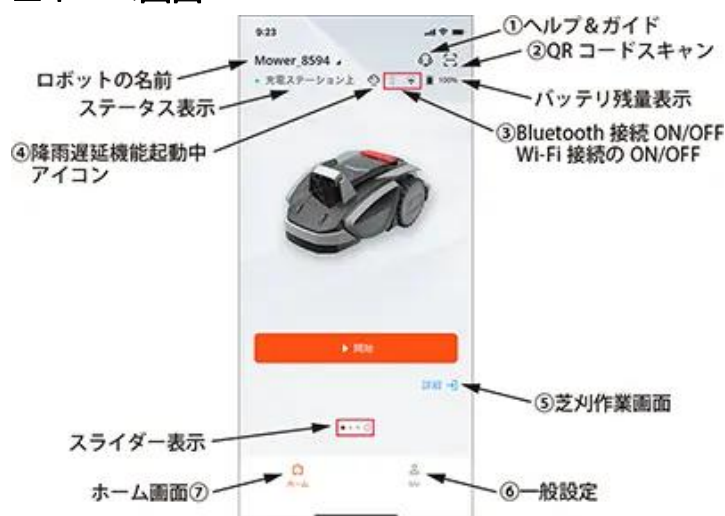 9:23
①ヘルプ＆ガイド
Mower_8594
②QR コードスキャン
ロボットの名前
充電ステーション上
100%
バッテリ残量表示
ステータス表示
③Bluetooth 接続 ON/OFF
Wi-Fi 接続の ON/OFF
④降雨遅延機能起動中
アイコン
開始
詳細
⑤芝刈作業画面
スライダー表示
ホーム
ホーム画面⑦
⑥一般設定